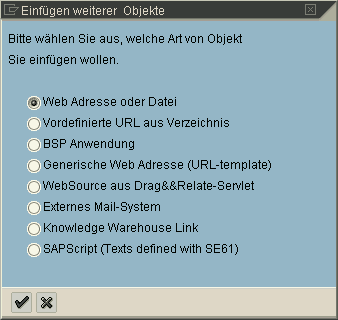 Einfügen weiterer Objekte
Bitte wählen Sie aus, welche Art von Objekt
Sie einfügen wollen.
Web Adresse oder Datei
Vordefinierte URL aus Verzeichnis
BSP Anwendung
Generische Web Adresse (URL-template)
WebSource aus Drag&&Relate-Servlet
Externes Mail-System
Knowledge Warehouse Link
SAPScript (Texts defined with SE61)